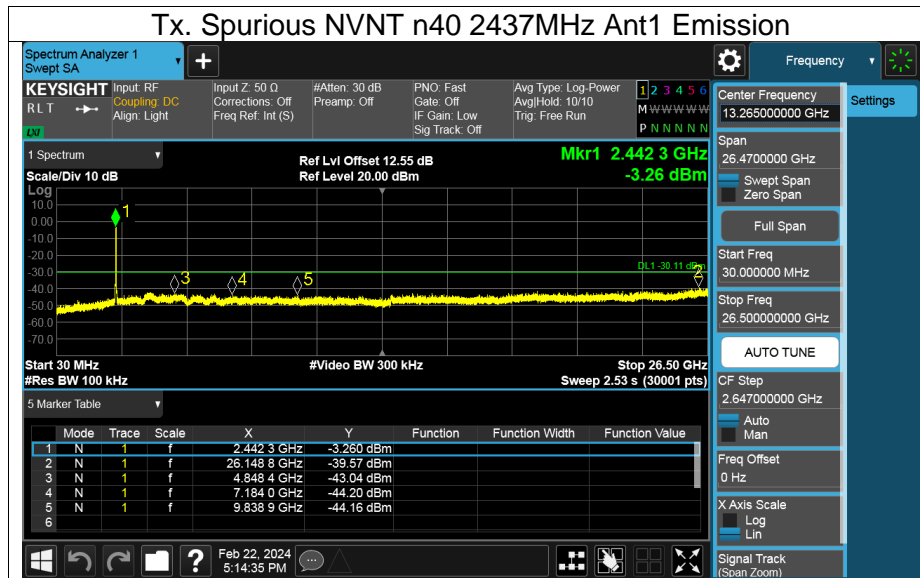 Tx. Spurious NVNT n40 2437MHz Ant1 Emission
Spectrum Analyzer 1
Swept SA
+
Frequency
KEYSIGHT
R L T
LXI
Input: RF
Coupling: DC
Align: Light
Input Z: 50 Ω
Corrections: Off
Freq Ref: Int (S)
#Atten: 30 dB
Preamp: Off
PNO: Fast
Gate: Off
IF Gain: Low
Sig Track: Off
Avg Type: Log-Power
Avg|Hold: 10/10
Trig: Free Run
1 2 3 4 5 6
M W W W W W
P N N N N N
1 Spectrum
Scale/Div 10 dB
Ref Lvl Offset 12.55 dB
Ref Level 20.00 dBm
Mkr1 2.442 3 GHz
-3.26 dBm
Log
10.0
0.00
-10.0
-20.0
-30.0
-40.0
-50.0
-60.0
-70.0
1
3
4
5
2
DL1 -30.11 dBm
Start 30 MHz
#Res BW 100 kHz
#Video BW 300 kHz
Stop 26.50 GHz
Sweep 2.53 s (30001 pts)
5 Marker Table
Mode Trace Scale X Y Function Function Width Function Value
1 N 1 f 2.442 3 GHz -3.260 dBm
2 N 1 f 26.148 8 GHz -39.57 dBm
3 N 1 f 4.848 4 GHz -43.04 dBm
4 N 1 f 7.184 0 GHz -44.20 dBm
5 N 1 f 9.838 9 GHz -44.16 dBm
6
Center Frequency
13.265000000 GHz
Settings
Span
26.4700000 GHz
Swept Span
Zero Span
Full Span
Start Freq
30.000000 MHz
Stop Freq
26.500000000 GHz
AUTO TUNE
CF Step
2.647000000 GHz
Auto
Man
Freq Offset
0 Hz
X Axis Scale
Log
Lin
Signal Track
(Span Zoom)
?
Feb 22, 2024
5:14:35 PM